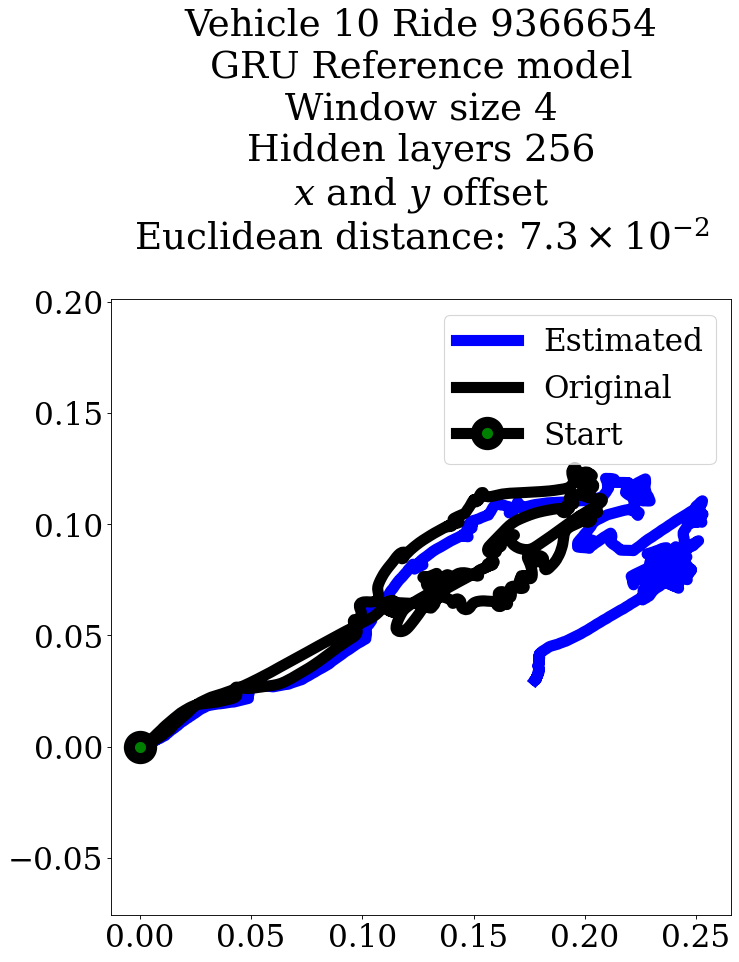 Vehicle 10 Ride 9366654
GRU Reference model
Window size 4
Hidden layers 256
x and y offset
Euclidean distance: 7.3 × 10⁻²
Estimated
Original
Start
0.20
0.15
0.10
0.05
0.00
−0.05
0.00 0.05 0.10 0.15 0.20 0.25